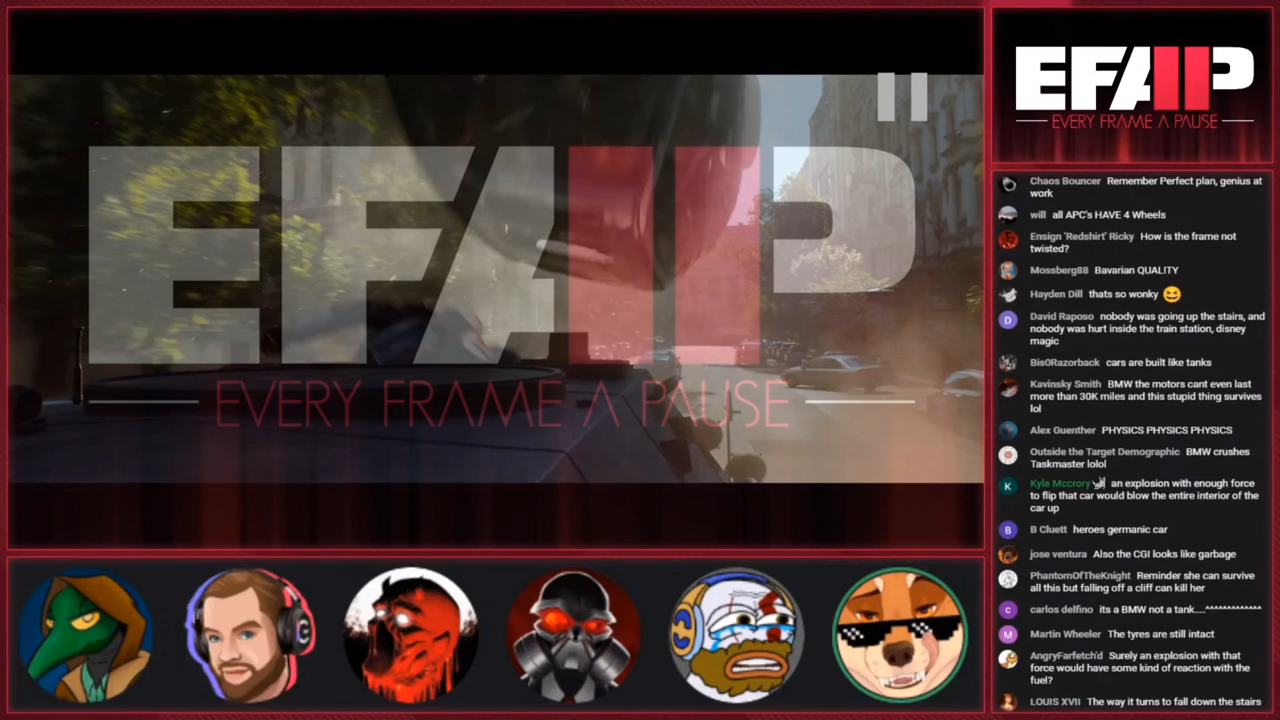 EFAP
EVERY FRAME A PAUSE
EFAP
EVERY FRAME A PAUSE
Chaos Bouncer Remember Perfect plan, genius at
work
will all APC's HAVE 4 Wheels
Ensign 'Redshirt' Ricky How is the frame not
twisted?
Mossberg88 Bavarian QUALITY
Hayden Dill thats so wonky 😆
David Raposo nobody was going up the stairs, and
nobody was hurt inside the train station, disney
magic
Bis0Razorback cars are built like tanks
Kavinsky Smith BMW the motors cant even last
more than 30K miles and this stupid thing survives
lol
Alex Guenther PHYSICS PHYSICS PHYSICS
Outside the Target Demographic BMW crushes
Taskmaster lolol
Kyle Mccrory an explosion with enough force
to flip that car would blow the entire interior of the
car up
B Cluett heroes germanic car
jose ventura Also the CGI looks like garbage
PhantomOfTheKnight Reminder she can survive
all this but falling off a cliff can kill her
carlos delfino its a BMW not a tank....^^^^^^^^^^^^^
Martin Wheeler The tyres are still intact
AngryFarfetch'd Surely an explosion with that
force would have some kind of reaction with the
fuel?
LOUIS XVII The way it turns to fall down the stairs
D
K
B
C
M